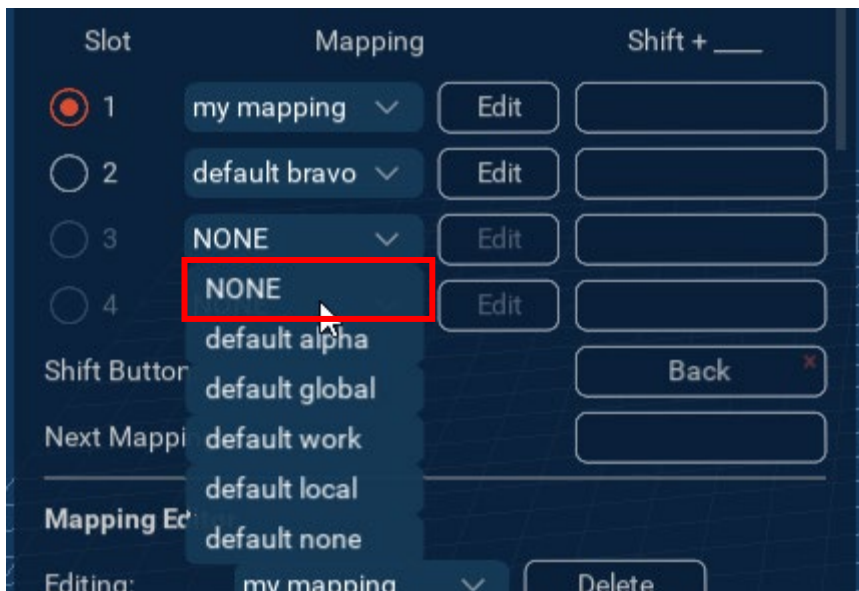 Slot Mapping Shift + ____
1 my mapping Edit
2 default bravo Edit
3 NONE Edit
NONE
4 Edit
default alpha
Shift Button Back ×
default global
Next Mappi
default work
default local
Mapping Ed
default none
Editing: my mapping Delete